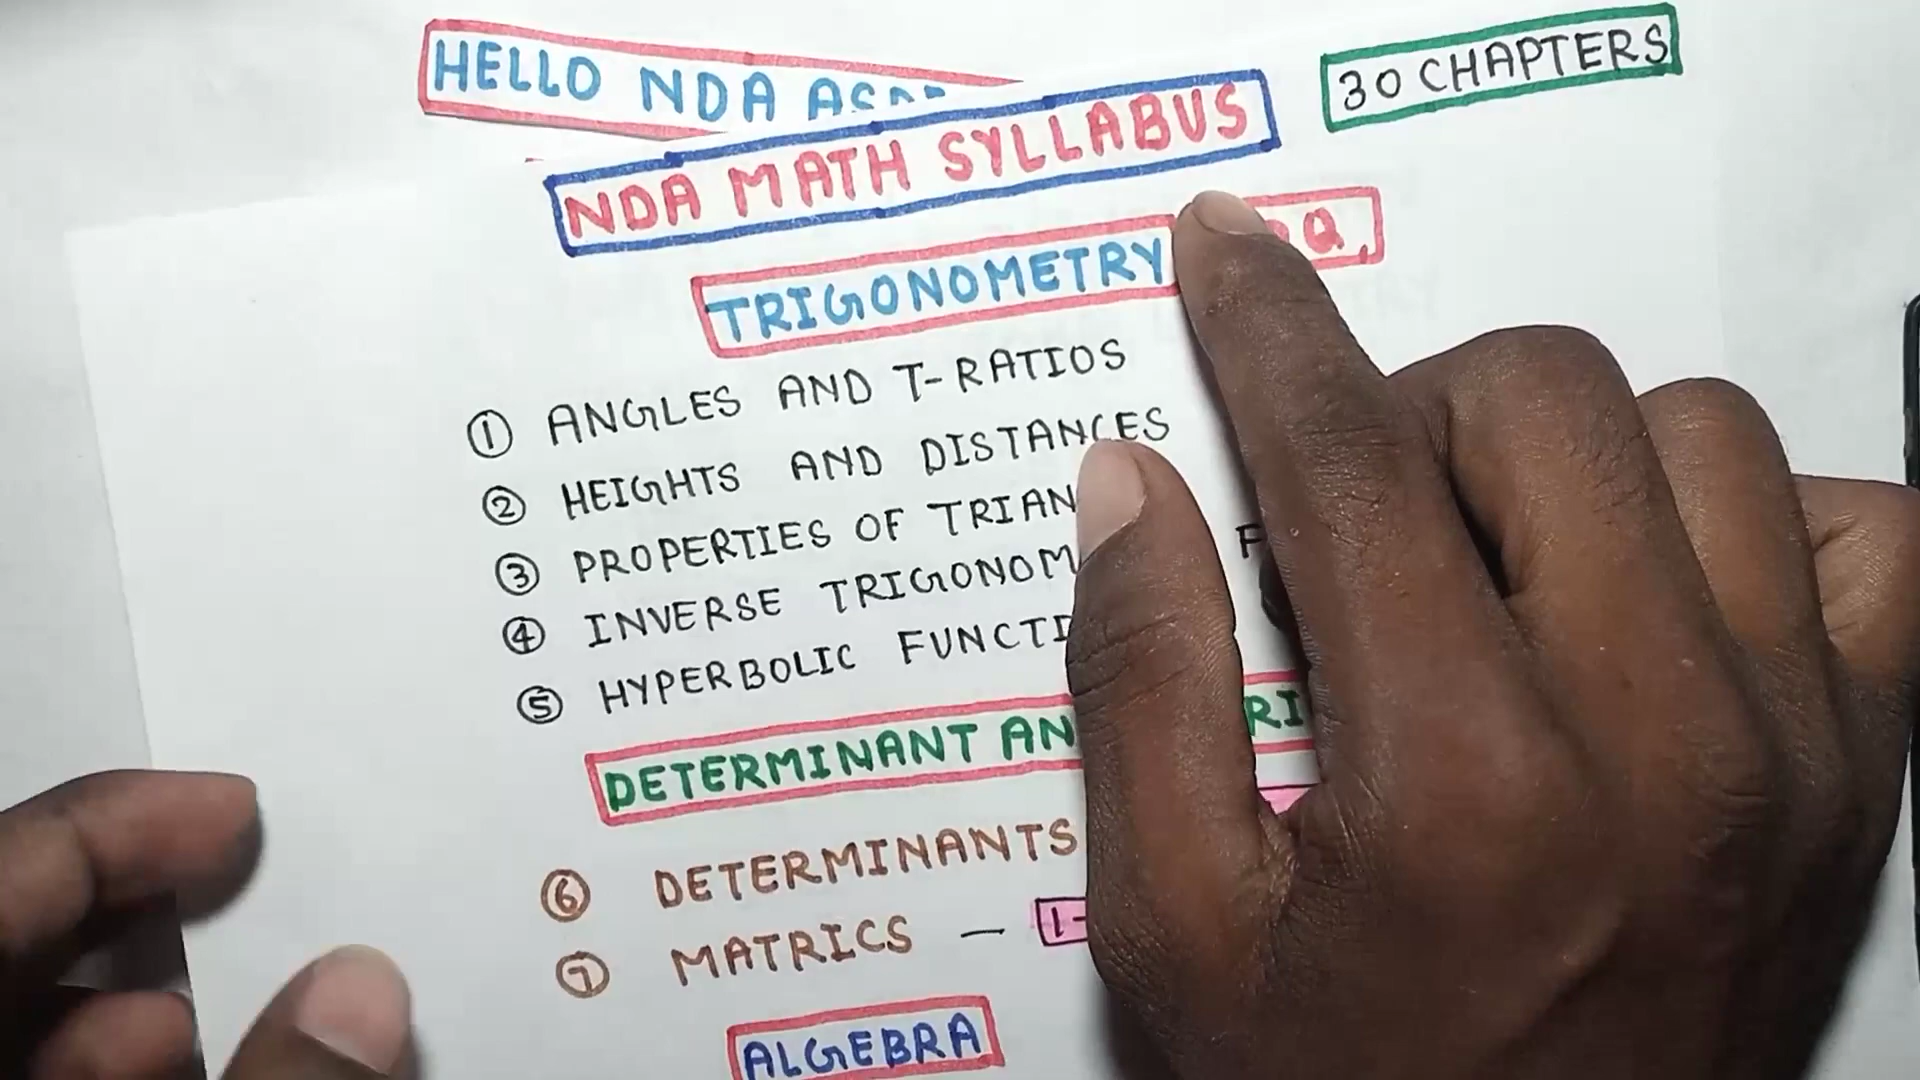 HELLO NDA
30 CHAPTERS
NDA MATH SYLLABUS
TRIGONOMETRY Q.
① ANGLES AND T-RATIOS
② HEIGHTS AND DISTANCES
③ PROPERTIES OF
④ INVERSE
⑤ HYPERBOLIC
DETERMINANT
⑥ DETERMINANTS
⑦ MATRICS —
ALGEBRA